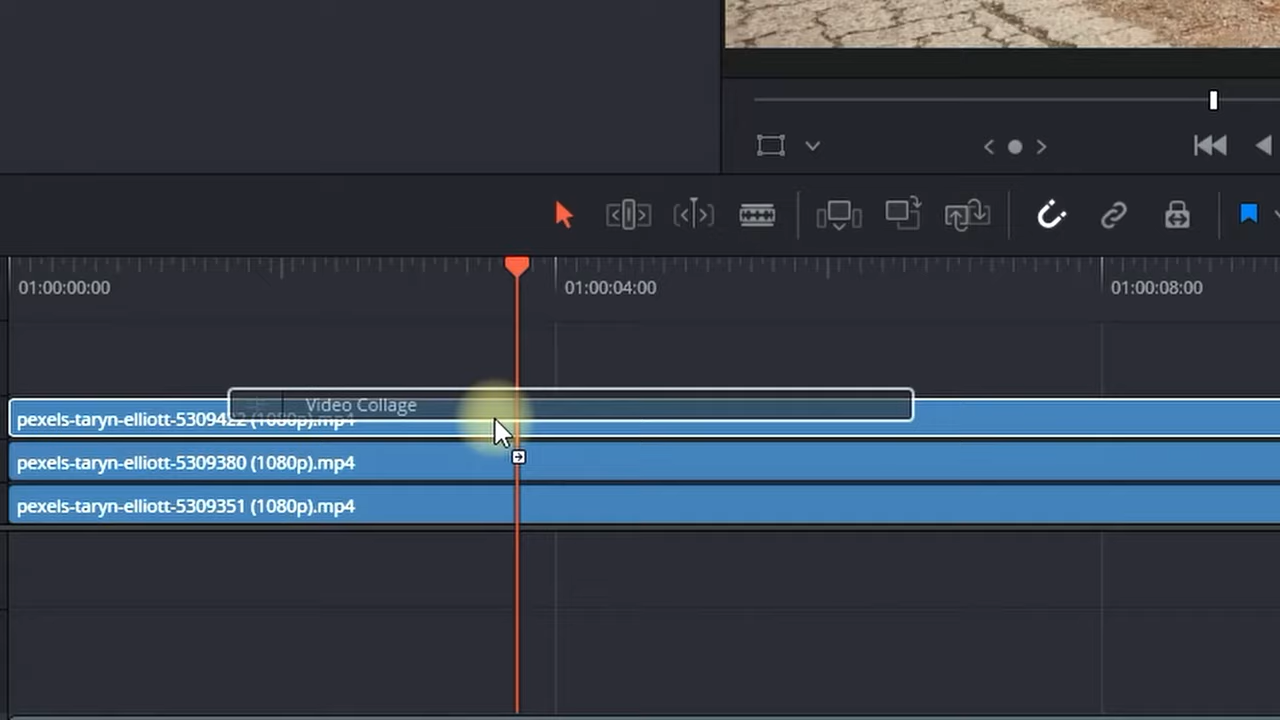 01:00:00:00 01:00:04:00 01:00:08:00
Video Collage
pexels-taryn-elliott-5309422 (1080p).mp4
pexels-taryn-elliott-5309380 (1080p).mp4
pexels-taryn-elliott-5309351 (1080p).mp4